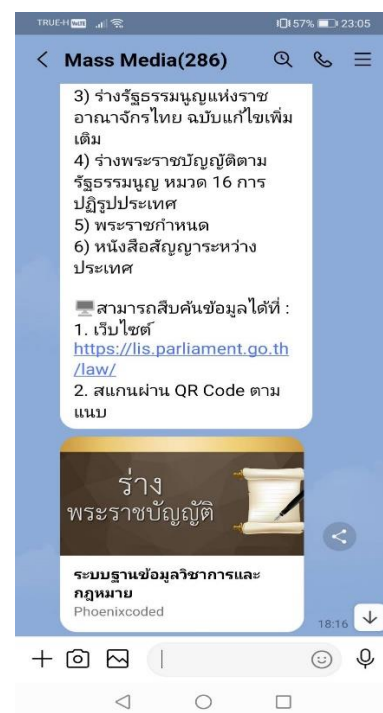 TRUE-H VoLTE 57% 23:05
Mass Media(286)
3) ร่างรัฐธรรมนูญแห่งราช
อาณาจักรไทย ฉบับแก้ไขเพิ่ม
เติม
4) ร่างพระราชบัญญัติตาม
รัฐธรรมนูญ หมวด 16 การ
ปฏิรูปประเทศ
5) พระราชกำหนด
6) หนังสือสัญญาระหว่าง
ประเทศ
สามารถสืบค้นข้อมูลได้ที่ :
1. เว็บไซต์
https://lis.parliament.go.th
/law/
2. สแกนผ่าน QR Code ตาม
แนบ
ร่าง
พระราชบัญญัติ
ระบบฐานข้อมูลวิชาการและ
กฎหมาย
Phoenixcoded
18:16